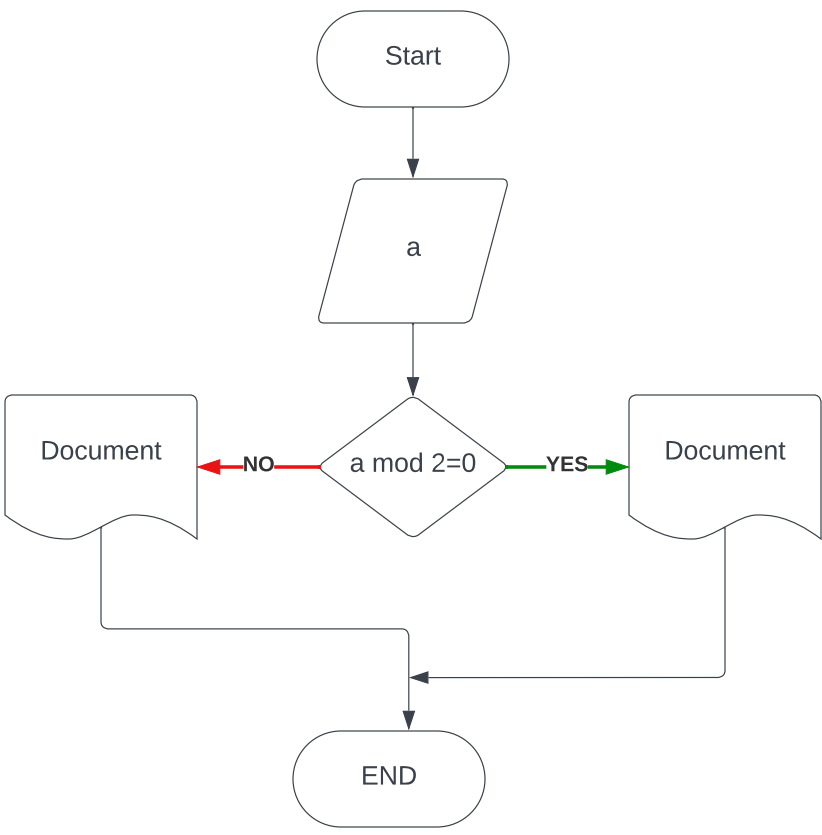 Start
a
Document
NO
a mod 2=0
YES
Document
END